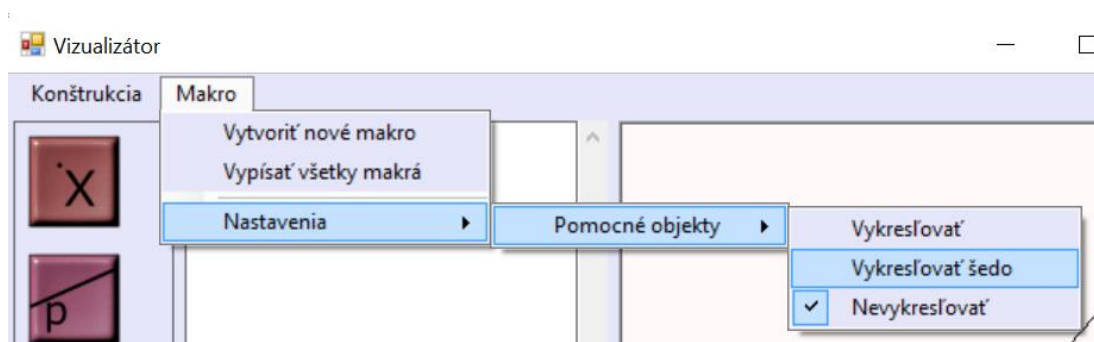 Vizualizátor
Konštrukcia Makro
Vytvoriť nové makro
Vypísať všetky makrá
Nastavenia
Pomocné objekty
Vykresľovať
Vykresľovať šedo
Nevykresľovať
X
p